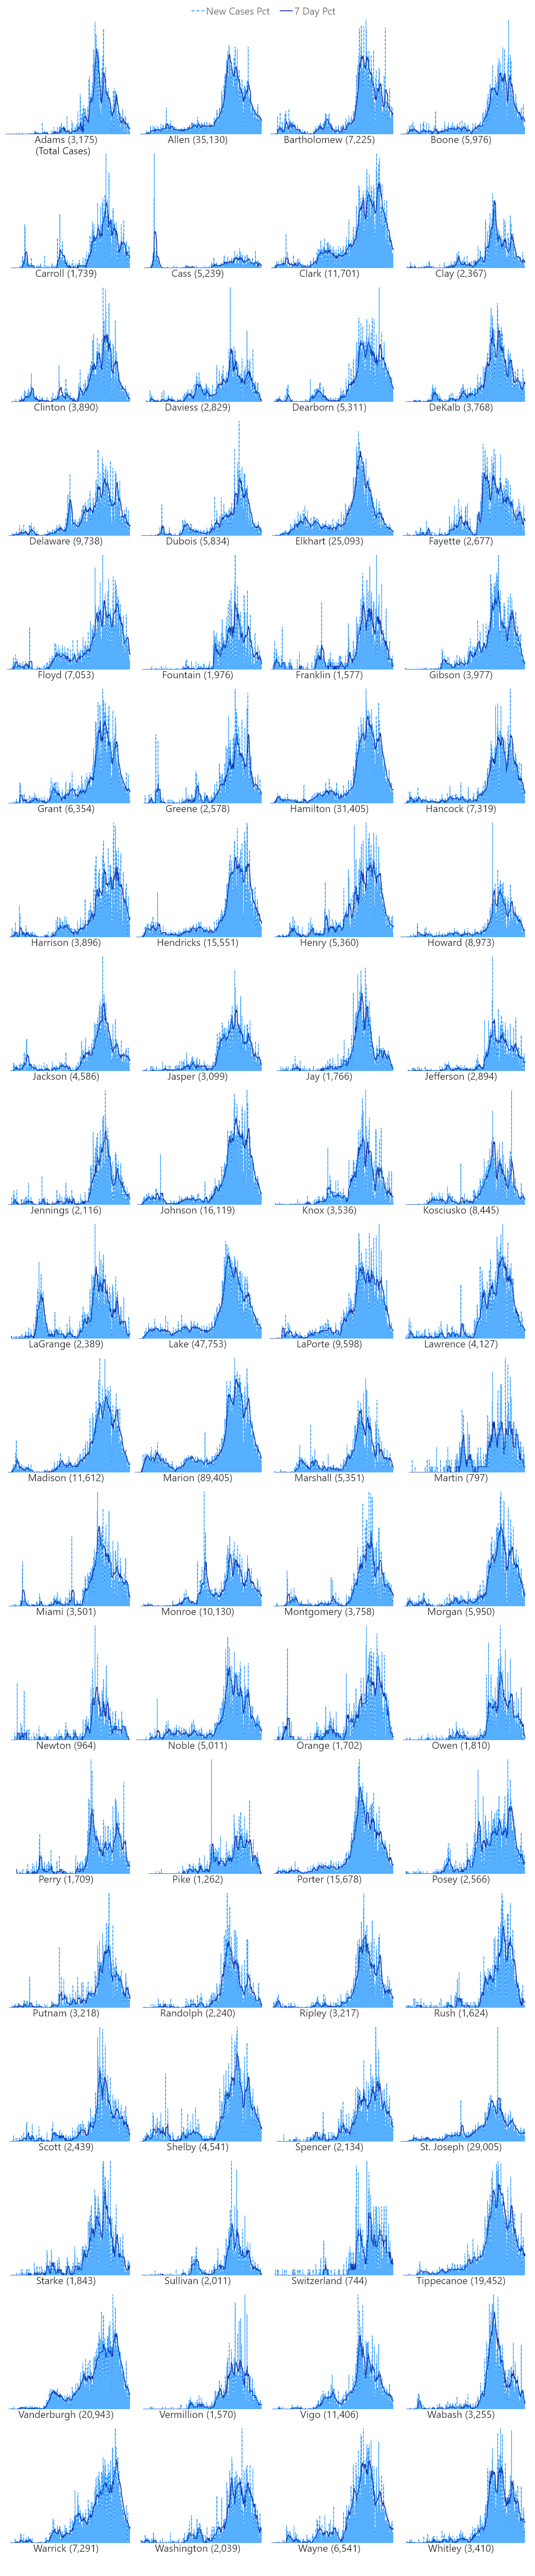 New Cases Pct 7 Day Pct
Adams (3,175) Allen (35,130) Bartholomew (7,225) Boone (5,976)
(Total Cases)
Carroll (1,739) Cass (5,239) Clark (11,701) Clay (2,367)
Clinton (3,890) Daviess (2,829) Dearborn (5,311) DeKalb (3,768)
Delaware (9,738) Dubois (5,834) Elkhart (25,093) Fayette (2,677)
Floyd (7,053) Fountain (1,976) Franklin (1,577) Gibson (3,977)
Grant (6,354) Greene (2,578) Hamilton (31,405) Hancock (7,319)
Harrison (3,896) Hendricks (15,551) Henry (5,360) Howard (8,973)
Jackson (4,586) Jasper (3,099) Jay (1,766) Jefferson (2,894)
Jennings (2,116) Johnson (16,119) Knox (3,536) Kosciusko (8,445)
LaGrange (2,389) Lake (47,753) LaPorte (9,598) Lawrence (4,127)
Madison (11,612) Marion (89,405) Marshall (5,351) Martin (797)
Miami (3,501) Monroe (10,130) Montgomery (3,758) Morgan (5,950)
Newton (964) Noble (5,011) Orange (1,702) Owen (1,810)
Perry (1,709) Pike (1,262) Porter (15,678) Posey (2,566)
Putnam (3,218) Randolph (2,240) Ripley (3,217) Rush (1,624)
Scott (2,439) Shelby (4,541) Spencer (2,134) St. Joseph (29,005)
Starke (1,843) Sullivan (2,011) Switzerland (744) Tippecanoe (19,452)
Vanderburgh (20,943) Vermillion (1,570) Vigo (11,406) Wabash (3,255)
Warrick (7,291) Washington (2,039) Wayne (6,541) Whitley (3,410)